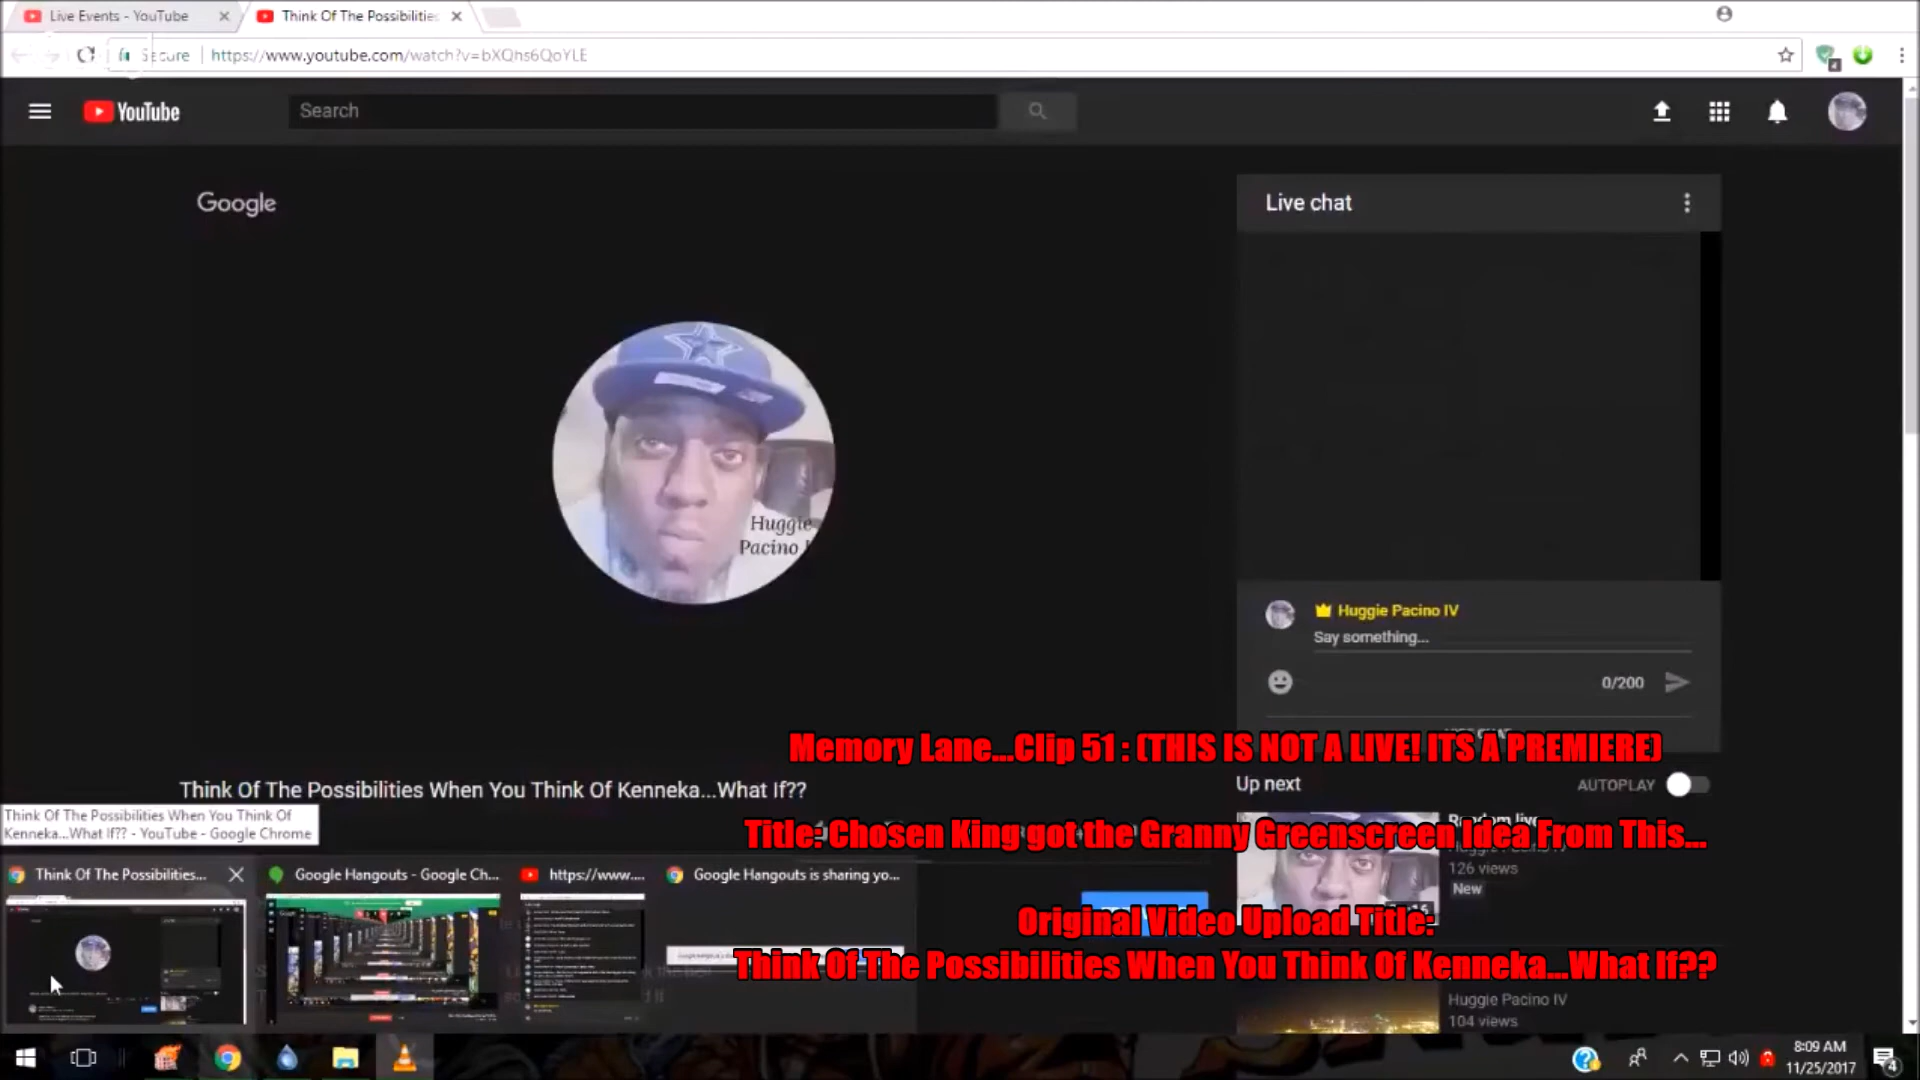 Live Events - YouTube
Think Of The Possibilities
Secure
https://www.youtube.com/watch?v=bXQhs6QoYLE
YouTube
Search
Google
Live chat
Huggie
Pacino I
Huggie Pacino IV
Say something...
0/200
Memory Lane...Clip 51 : (THIS IS NOT A LIVE! ITS A PREMIERE)
Think Of The Possibilities When You Think Of Kenneka...What If??
Up next
AUTOPLAY
Think Of The Possibilities When You Think Of
Kenneka...What If?? - YouTube - Google Chrome
Title: Chosen King got the Granny Greenscreen Idea From This...
Random live
126 views
New
Think Of The Possibilities...
Google Hangouts - Google Ch...
https://www....
Google Hangouts is sharing yo...
Original Video Upload Title:
Think Of The Possibilities When You Think Of Kenneka...What If??
Huggie Pacino IV
104 views
8:09 AM
11/25/2017
4